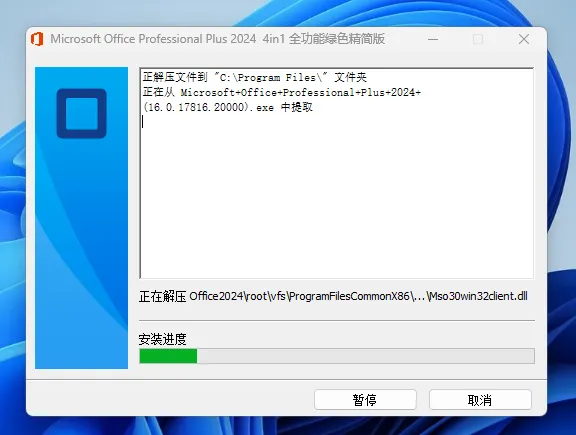 Microsoft Office Professional Plus 2024  4in1 全功能绿色精简版
正解压文件到 "C:\Program Files\" 文件夹
正在从 Microsoft+Office+Professional+Plus+2024+
(16.0.17816.20000).exe 中提取
正在解压 Office2024\root\vfs\ProgramFilesCommonX86\...\Mso30win32client.dll
安装进度
暂停
取消